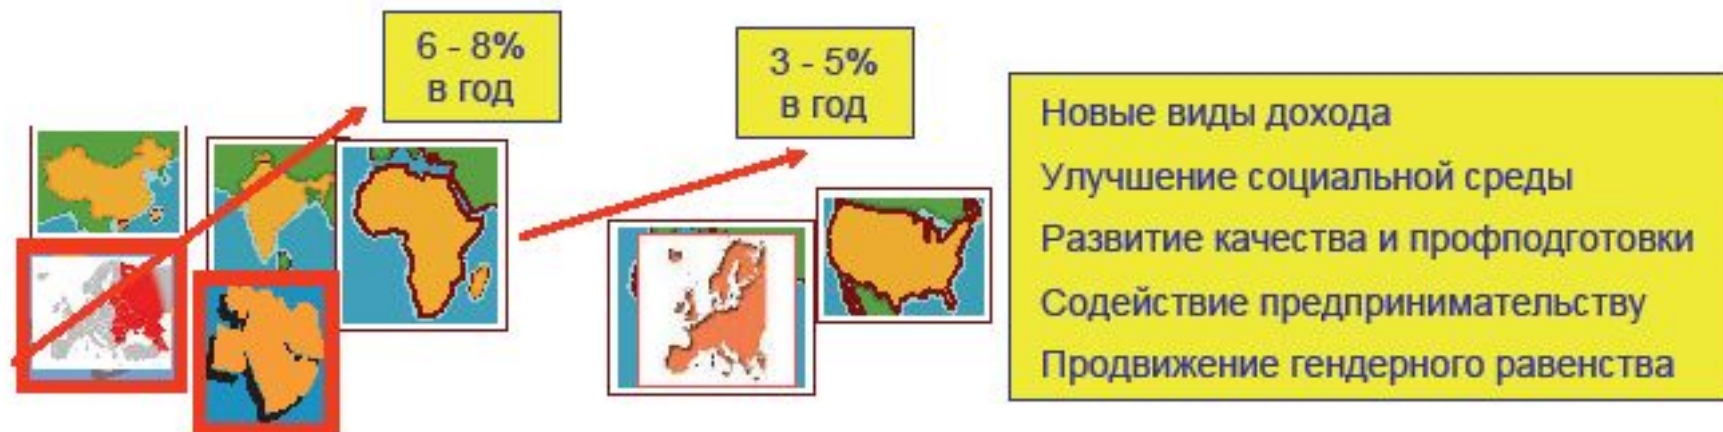 6 - 8%
в год
3 - 5%
в год
Новые виды дохода
Улучшение социальной среды
Развитие качества и профподготовки
Содействие предпринимательству
Продвижение гендерного равенства